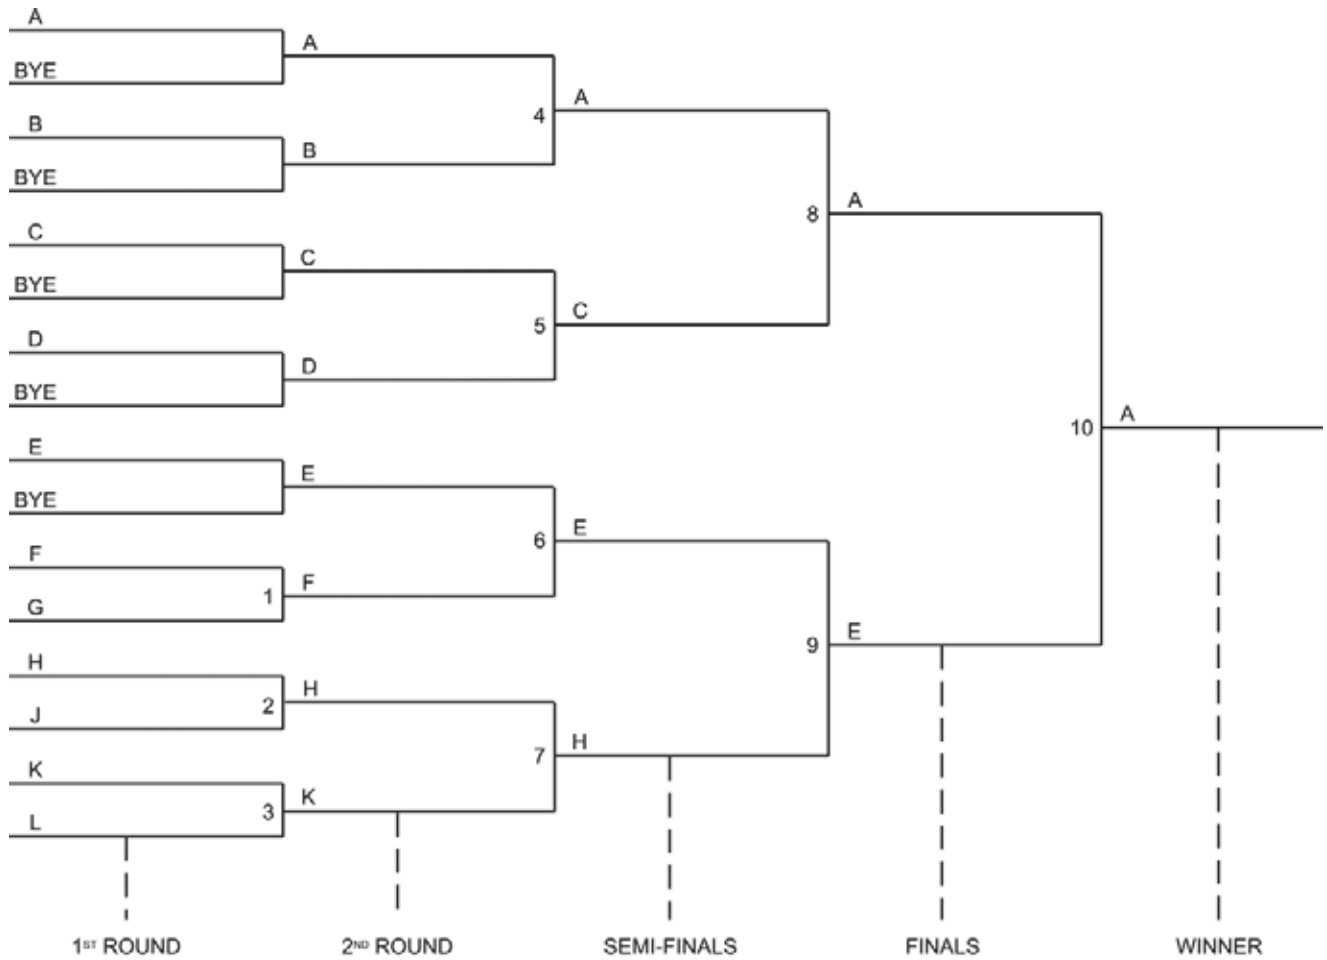 A
BYE
B
BYE
C
BYE
D
BYE
E
BYE
F
1
G
H
2
J
K
3
L
A
4
B
C
5
D
E
6
F
H
7
K
A
8
C
E
9
H
A
10
E
A
1ST ROUND
2ND ROUND
SEMI-FINALS
FINALS
WINNER